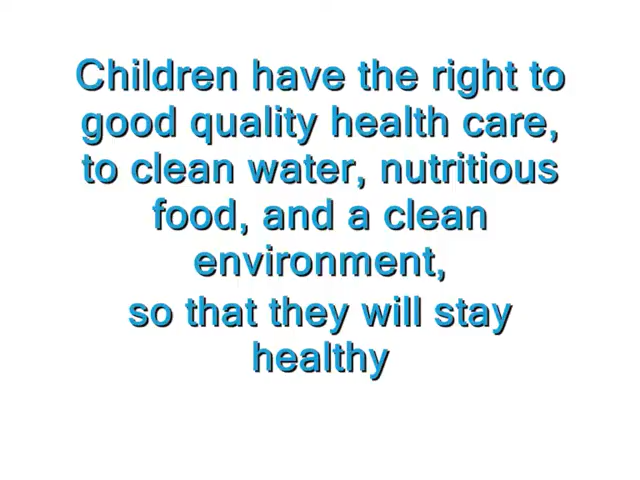 Children have the right to
good quality health care,
to clean water, nutritious
food, and a clean
environment,
so that they will stay
healthy